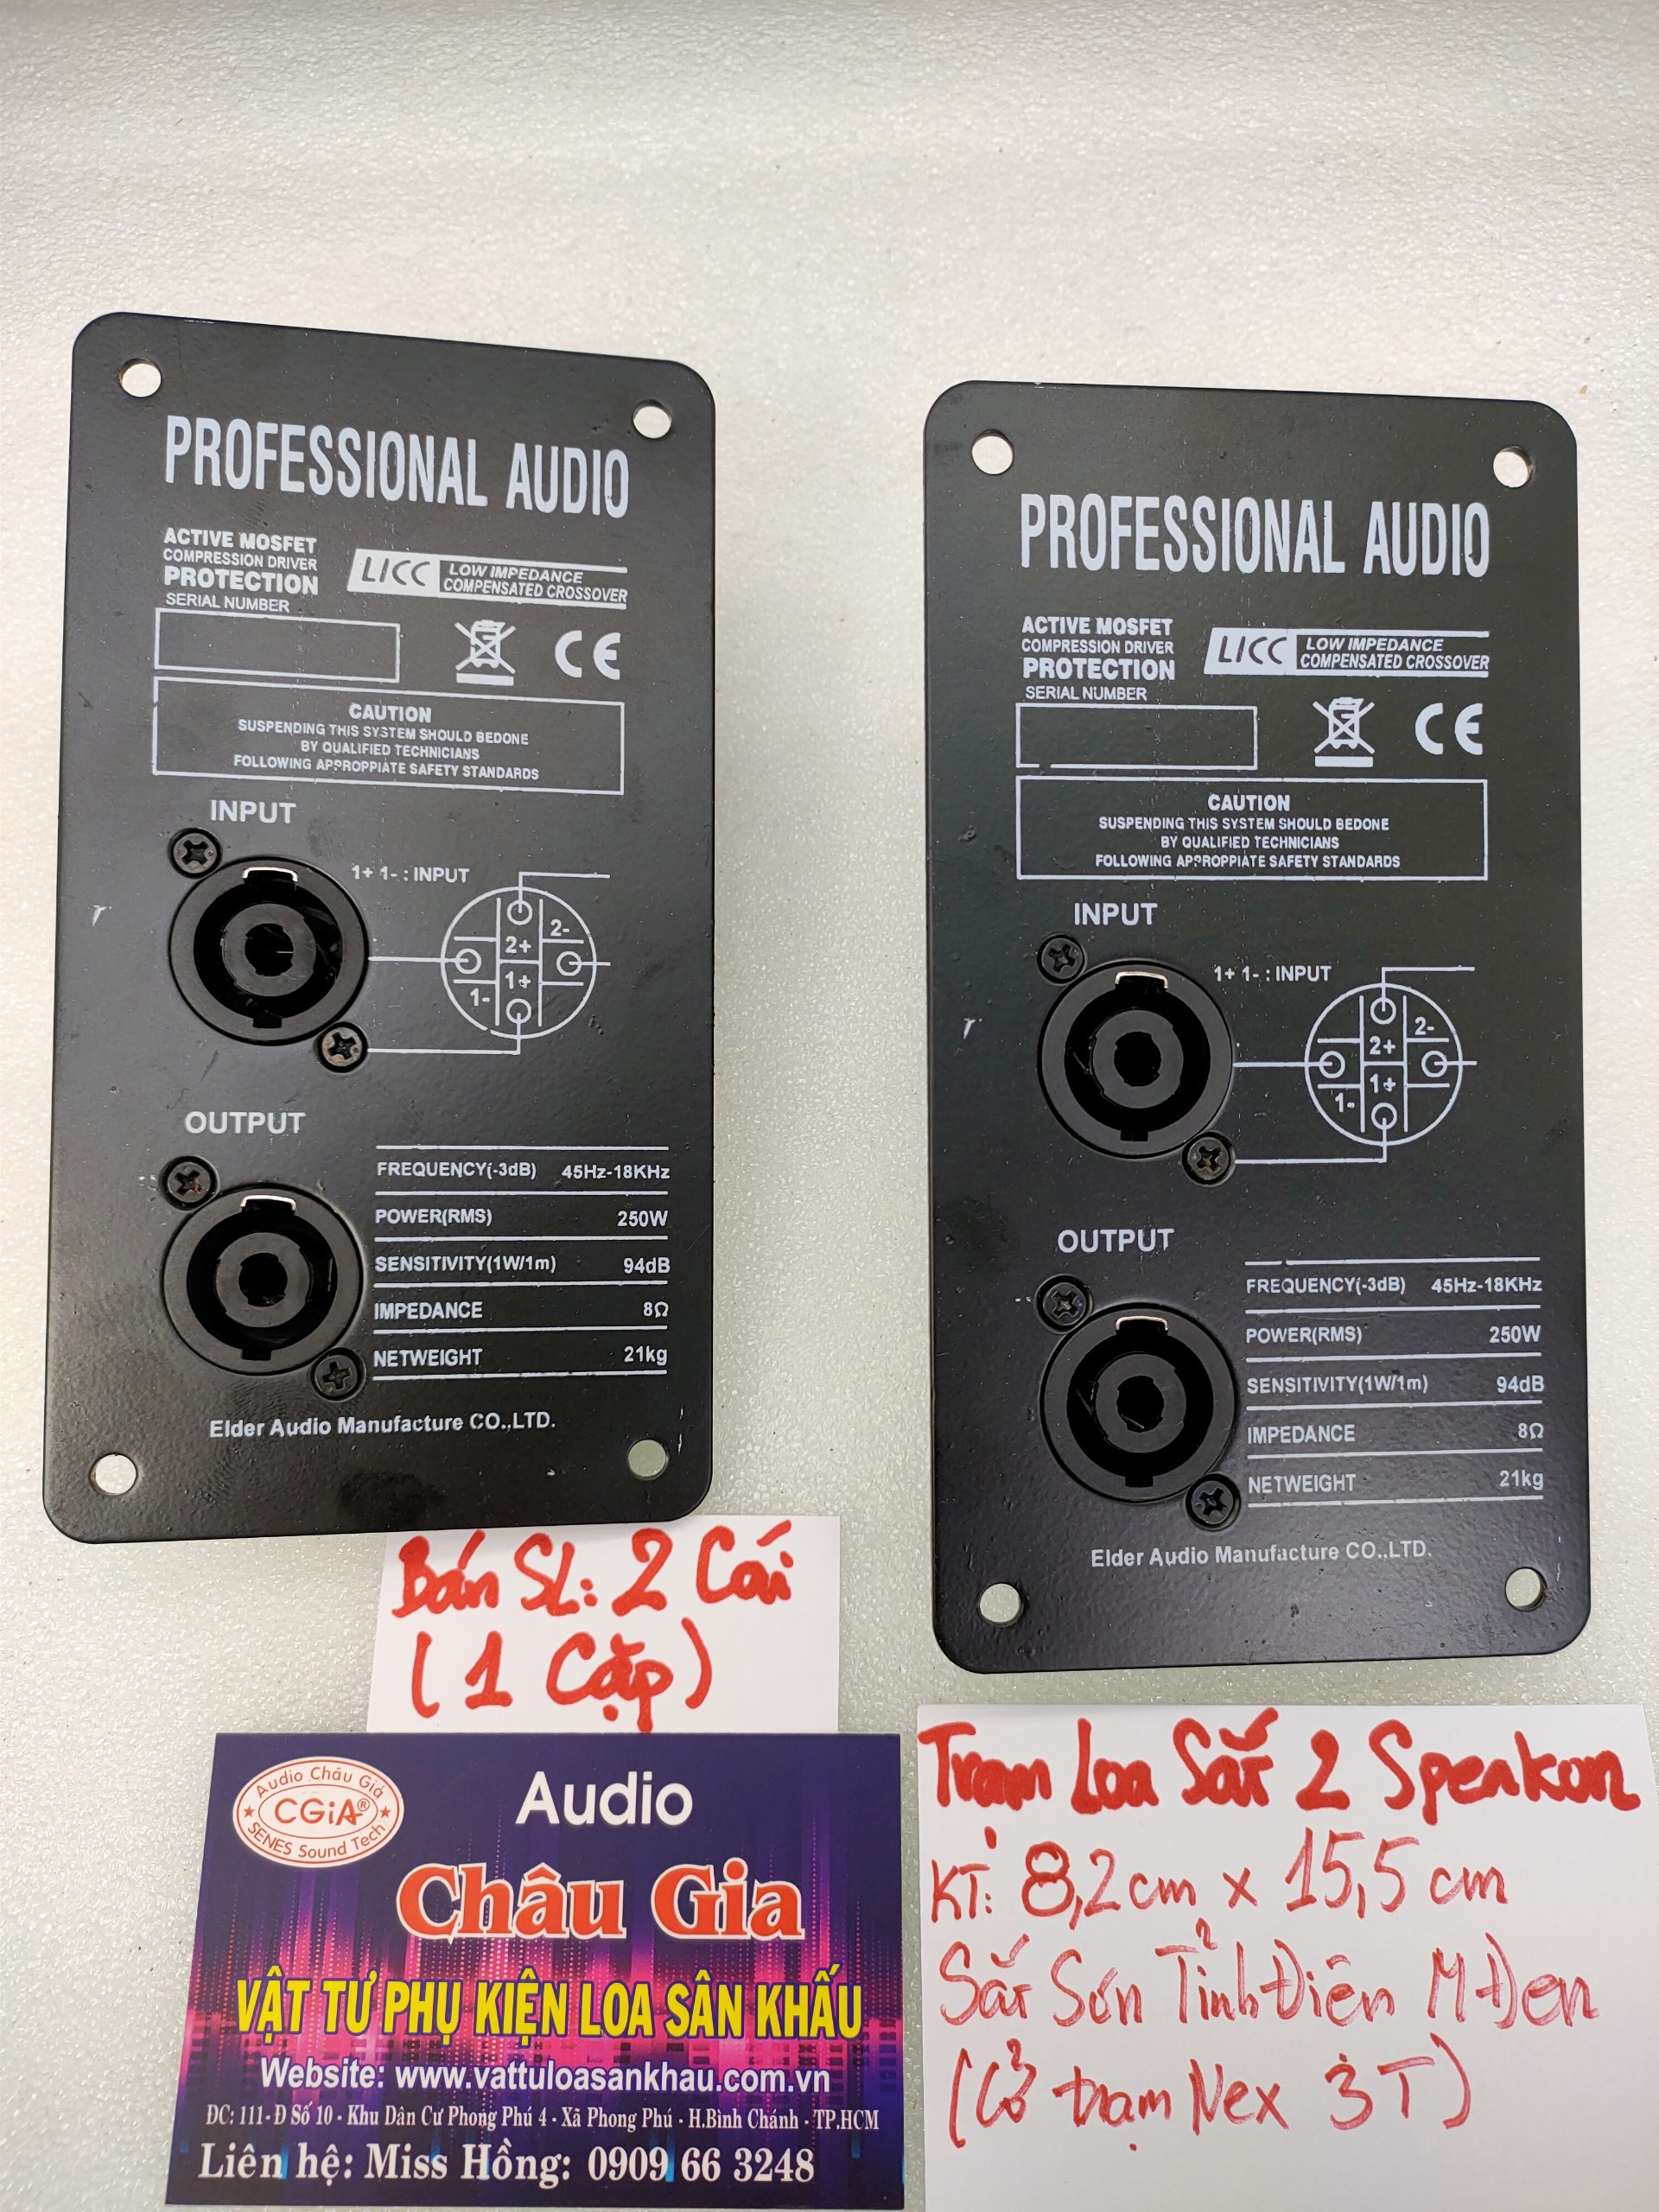 PROFESSIONAL AUDIO
ACTIVE MOSFET
COMPRESSION DRIVER
PROTECTION
LICC LOW IMPEDANCE
COMPENSATED CROSSOVER
SERIAL NUMBER
CE
CAUTION
SUSPENDING THIS SYSTEM SHOULD BEDONE
BY QUALIFIED TECHNICIANS
FOLLOWING APPROPPIATE SAFETY STANDARDS
INPUT
1+ 1- : INPUT
2-
2+
1+
1-
OUTPUT
FREQUENCY(-3dB) 45Hz-18KHz
POWER(RMS) 250W
SENSITIVITY(1W/1m) 94dB
IMPEDANCE 8Ω
NETWEIGHT 21kg
Elder Audio Manufacture CO.,LTD.
PROFESSIONAL AUDIO
ACTIVE MOSFET
COMPRESSION DRIVER
PROTECTION
LICC LOW IMPEDANCE
COMPENSATED CROSSOVER
SERIAL NUMBER
CE
CAUTION
SUSPENDING THIS SYSTEM SHOULD BEDONE
BY QUALIFIED TECHNICIANS
FOLLOWING APPROPPIATE SAFETY STANDARDS
INPUT
1+ 1- : INPUT
2-
2+
1+
1-
OUTPUT
FREQUENCY(-3dB) 45Hz-18KHz
POWER(RMS) 250W
SENSITIVITY(1W/1m) 94dB
IMPEDANCE 8Ω
NETWEIGHT 21kg
Elder Audio Manufacture CO.,LTD.
Bán SL: 2 Cái
(1 Cặp)
Audio Châu Giá
CGiA®
SENES Sound Tech
Audio
Châu Gia
VẬT TƯ PHỤ KIỆN LOA SÂN KHẤU
Website: www.vattuloasankhau.com.vn
ĐC: 111- Đ Số 10 - Khu Dân Cư Phong Phú 4 - Xã Phong Phú - H.Bình Chánh - TP.HCM
Liên hệ: Miss Hồng: 0909 66 3248
Trạm Loa Sắt 2 Speakon
KT: 8,2cm x 15,5cm
Sắt Sơn Tĩnh Điện M Đen
(Cỡ trạm Nex 3T)